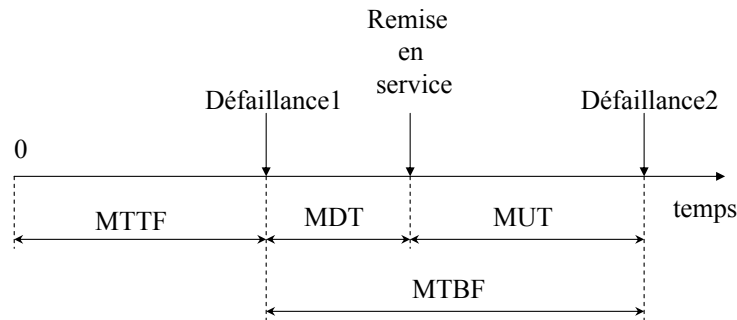 Remise
en
service
Défaillance1
Défaillance2
0
temps
MTTF
MDT
MUT
MTBF